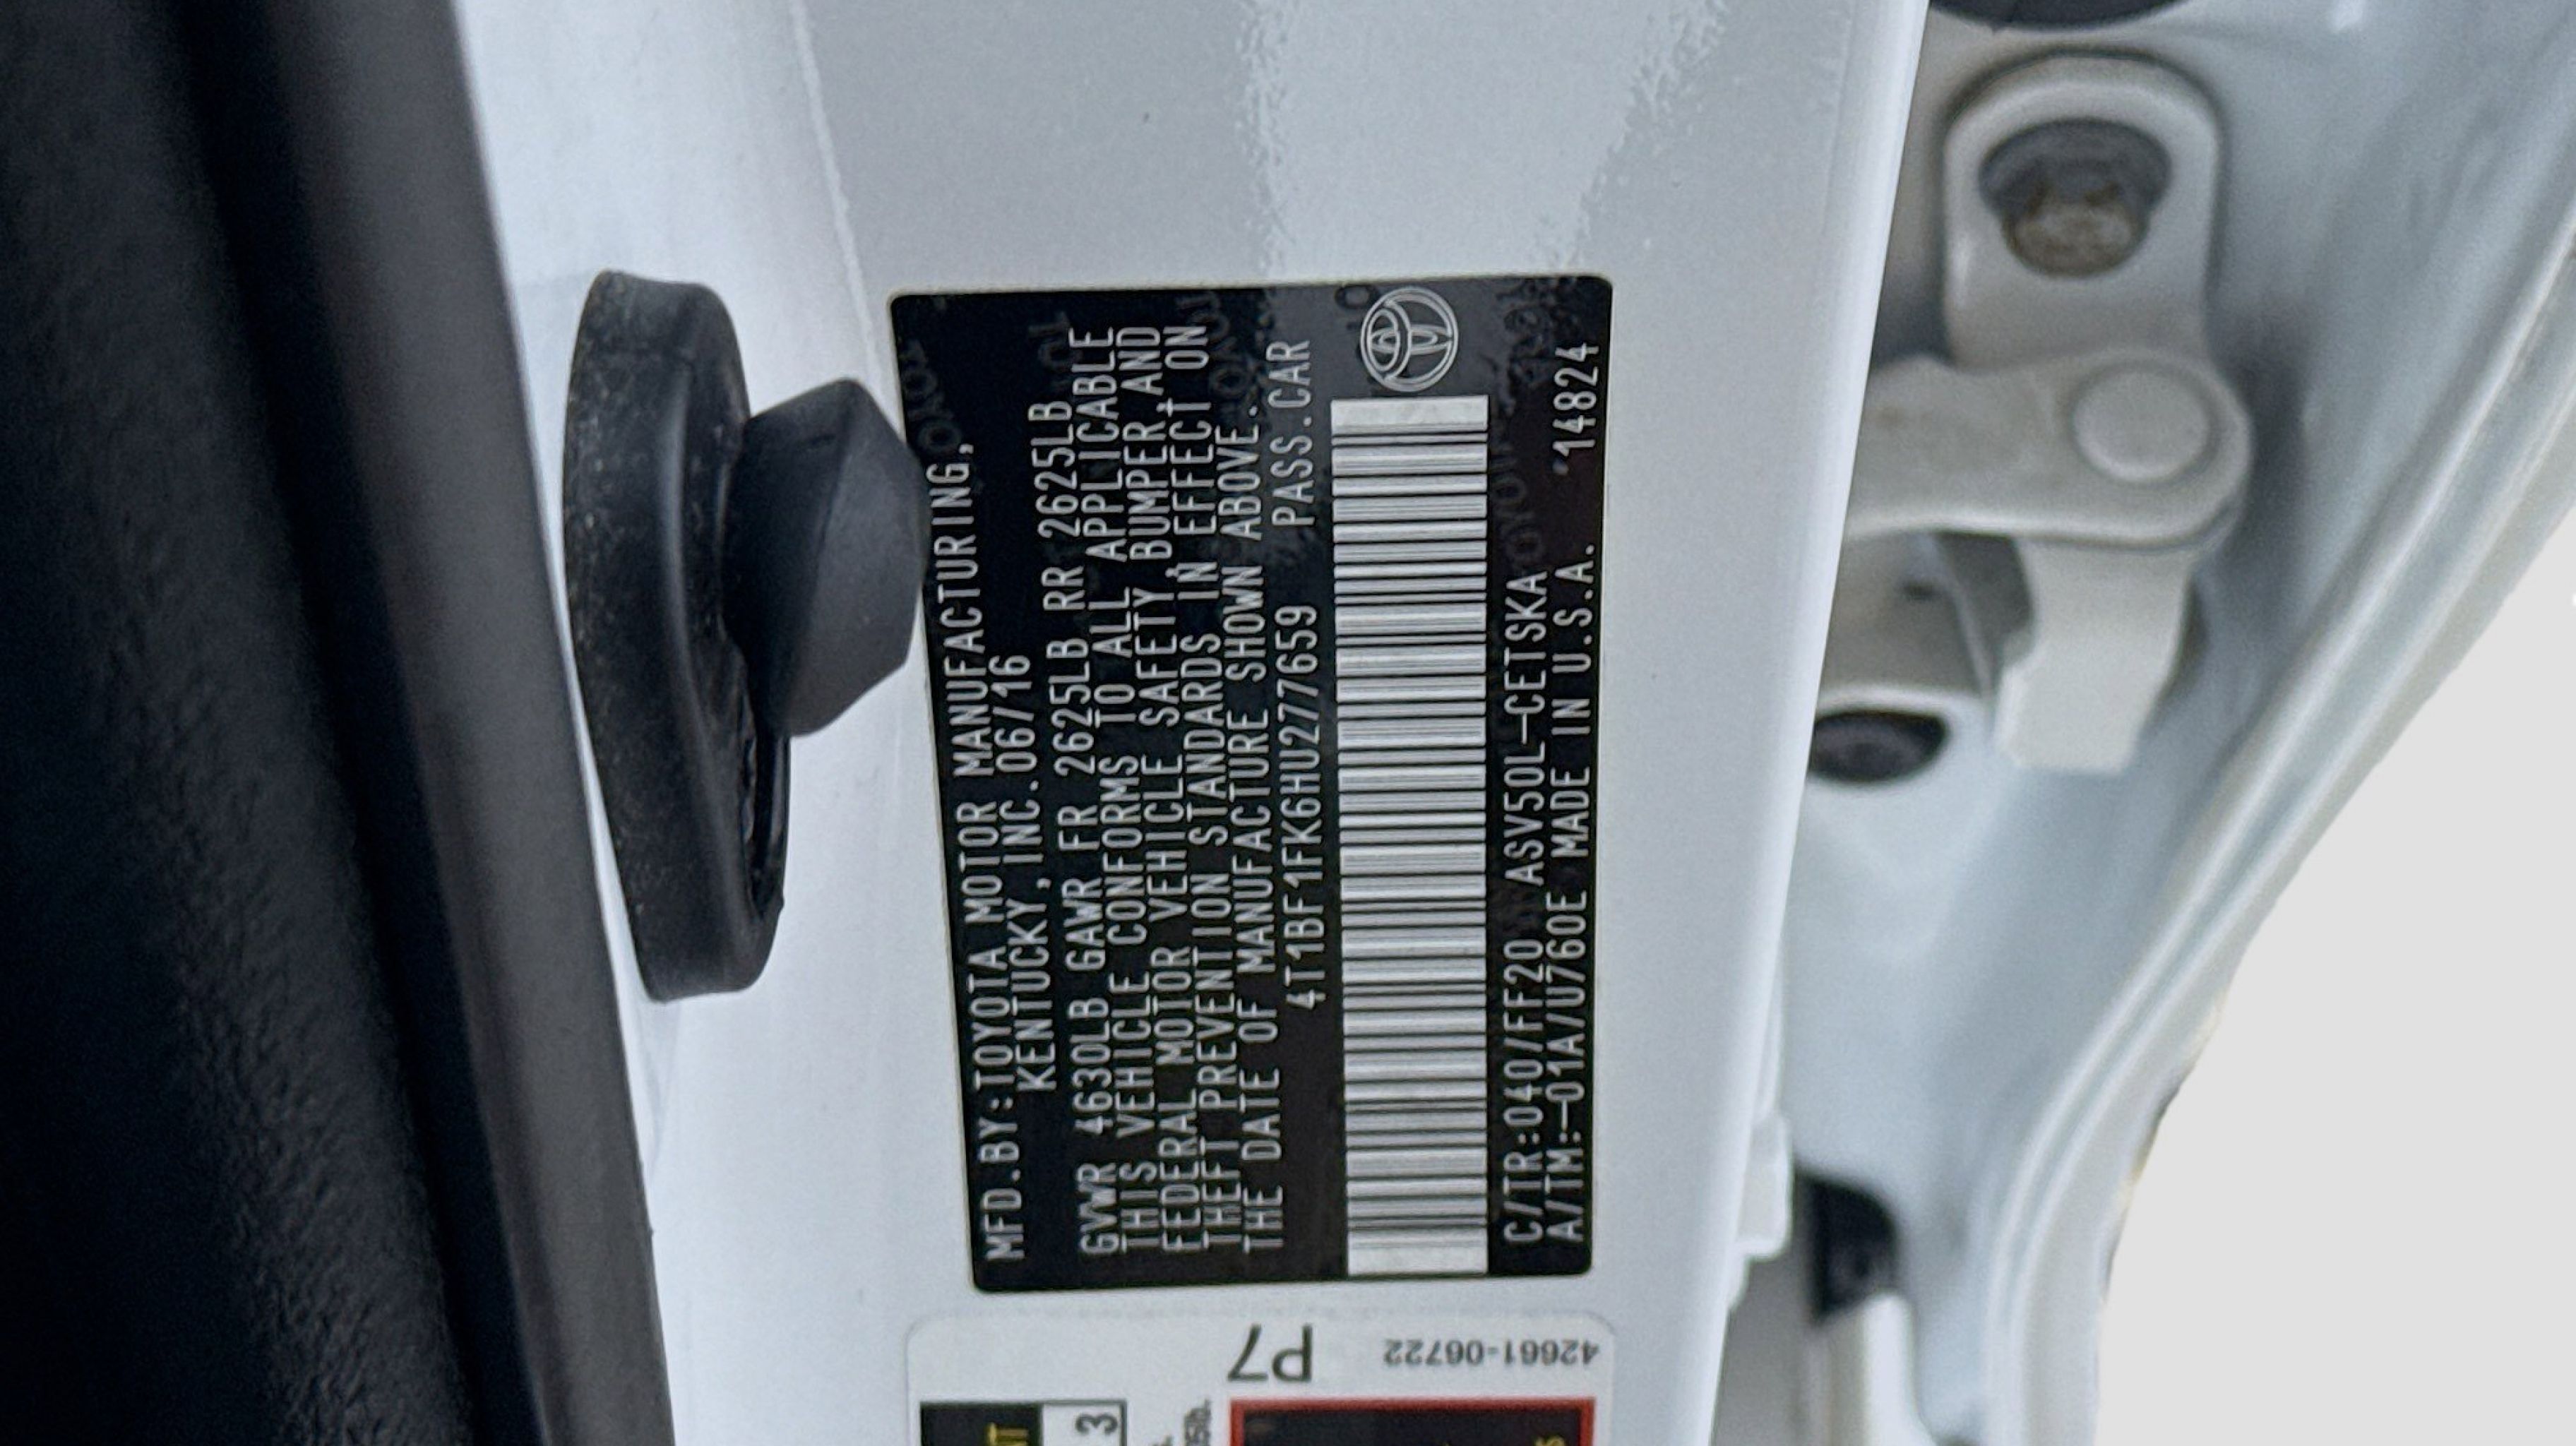 MFD.BY:TOYOTA MOTOR MANUFACTURING,
KENTUCKY,INC.06/16
GVWR 4630LB GAWR FR 2625LB RR 2625LB
THIS VEHICLE CONFORMS TO ALL APPLICABLE
FEDERAL MOTOR VEHICLE SAFETY,BUMPER,AND
THEFT PREVENTION STANDARDS IN EFFECT ON
THE DATE OF MANUFACTURE SHOWN ABOVE.
4T1BF1FK6HU277659 PASS.CAR
C/TR:040/FF20 ASV50L-CETSKA
A/TM:-01A/U760E MADE IN U.S.A. 14824
P7
42661-06722
3